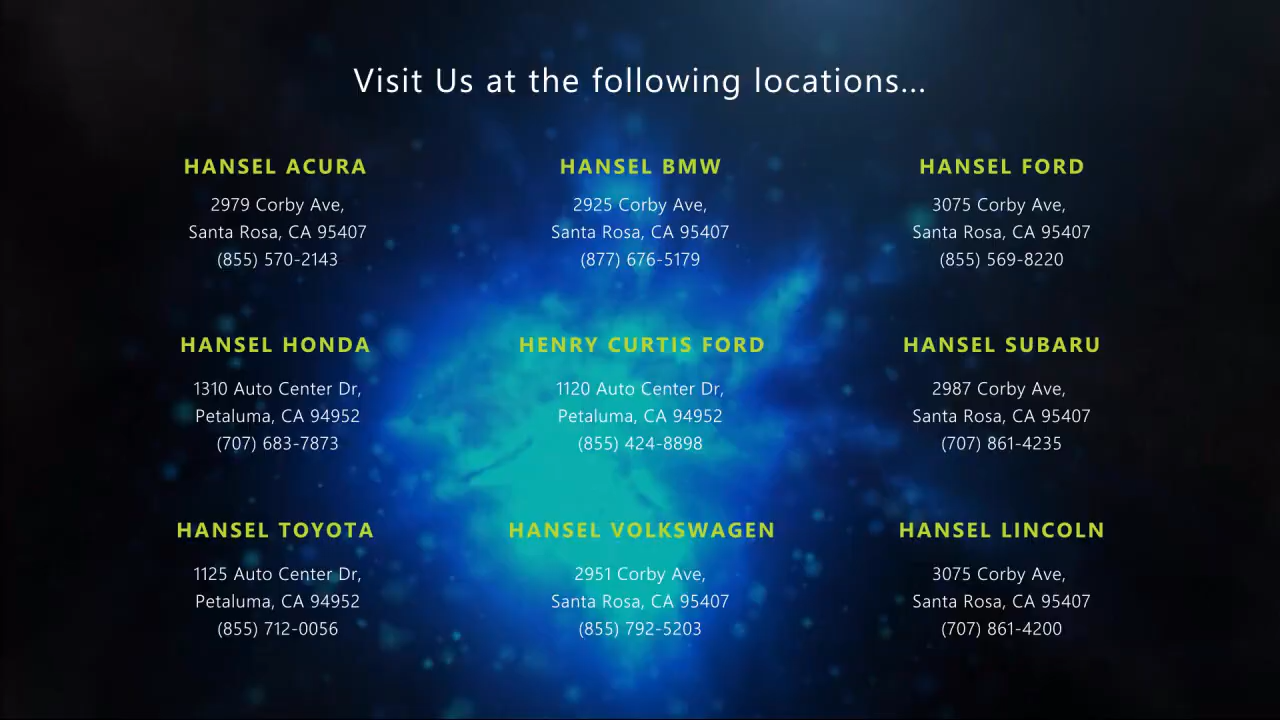 Visit Us at the following locations...
HANSEL ACURA
2979 Corby Ave,
Santa Rosa, CA 95407
(855) 570-2143
HANSEL BMW
2925 Corby Ave,
Santa Rosa, CA 95407
(877) 676-5179
HANSEL FORD
3075 Corby Ave,
Santa Rosa, CA 95407
(855) 569-8220
HANSEL HONDA
1310 Auto Center Dr,
Petaluma, CA 94952
(707) 683-7873
HENRY CURTIS FORD
1120 Auto Center Dr,
Petaluma, CA 94952
(855) 424-8898
HANSEL SUBARU
2987 Corby Ave,
Santa Rosa, CA 95407
(707) 861-4235
HANSEL TOYOTA
1125 Auto Center Dr,
Petaluma, CA 94952
(855) 712-0056
HANSEL VOLKSWAGEN
2951 Corby Ave,
Santa Rosa, CA 95407
(855) 792-5203
HANSEL LINCOLN
3075 Corby Ave,
Santa Rosa, CA 95407
(707) 861-4200